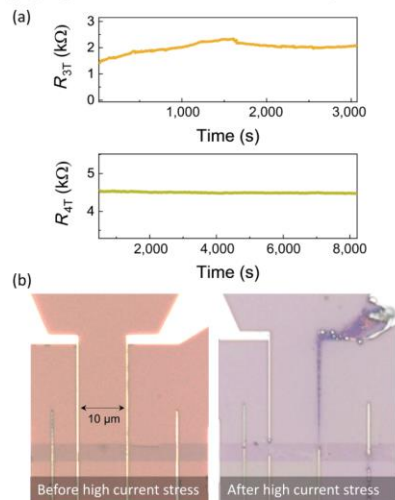 (a)
3
2
1
0
R3T (kΩ)
1,000 2,000 3,000
Time (s)
5
4
R4T (kΩ)
2,000 4,000 6,000 8,000
Time (s)
(b)
10 μm
Before high current stress
After high current stress